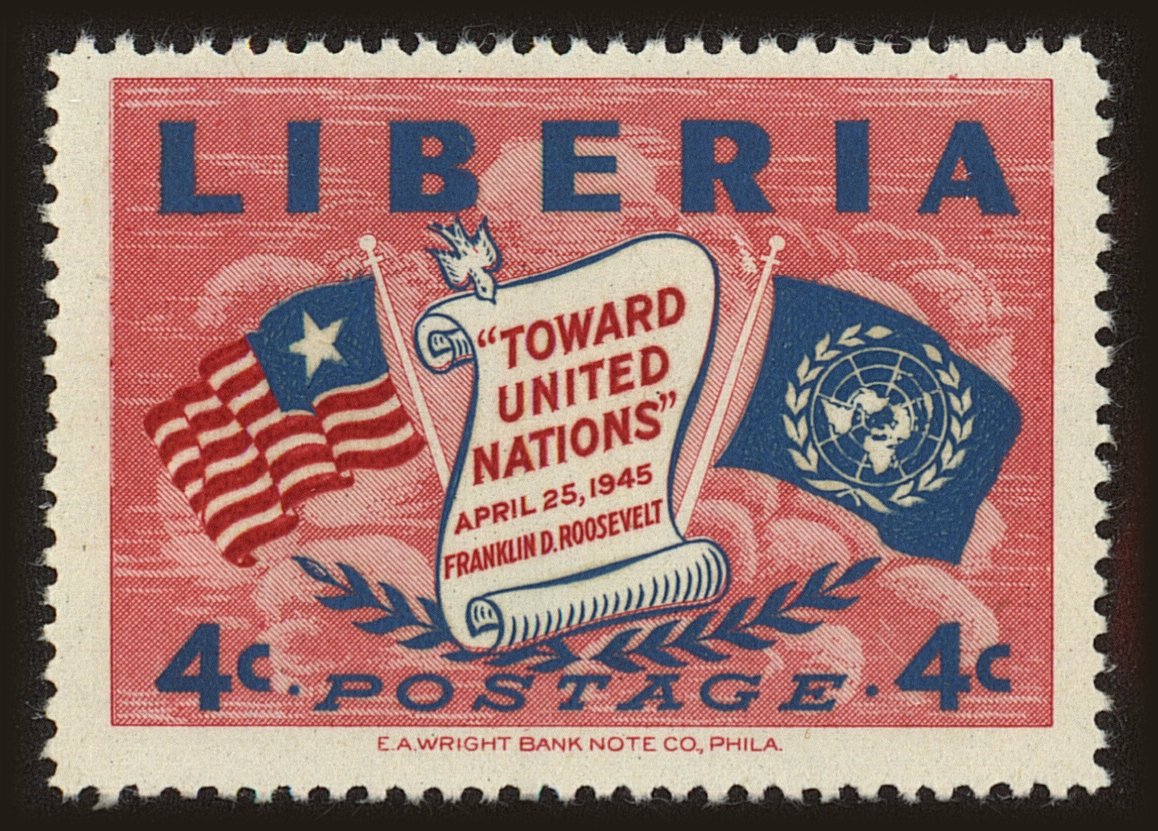 LIBERIA
“TOWARD
UNITED
NATIONS”
APRIL 25, 1945
FRANKLIN D. ROOSEVELT
4c. POSTAGE. 4c
E.A. WRIGHT BANK NOTE CO., PHILA.